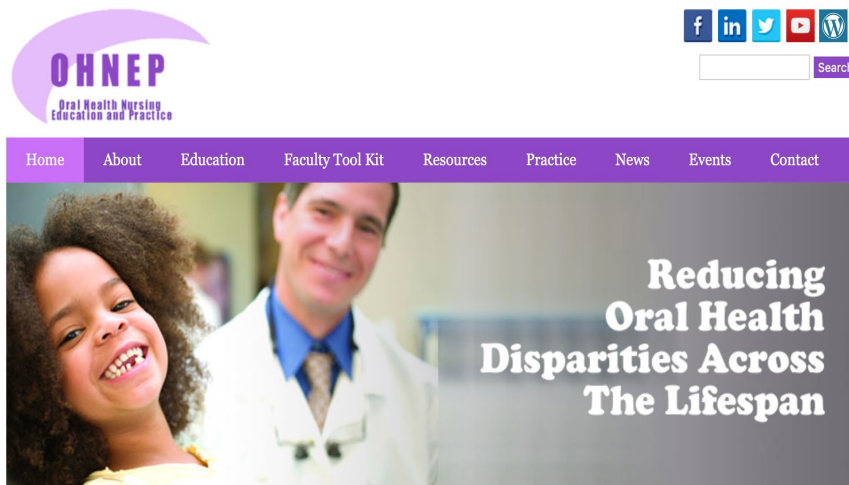 OHNEP
Oral Health Nursing
Education and Practice
Search
Home About Education Faculty Tool Kit Resources Practice News Events Contact
Reducing
Oral Health
Disparities Across
The Lifespan